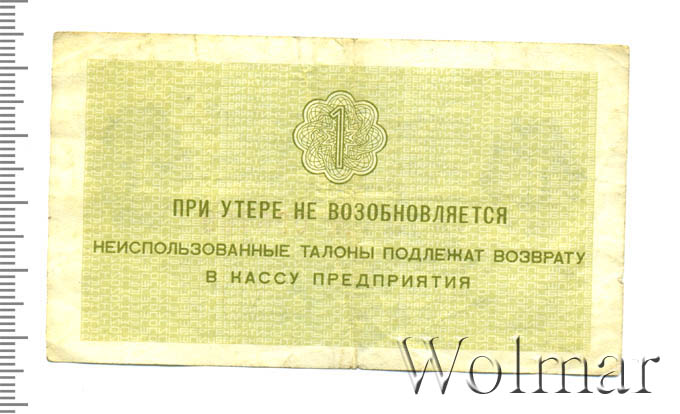 1
ПРИ УТЕРЕ НЕ ВОЗОБНОВЛЯЕТСЯ
НЕИСПОЛЬЗОВАННЫЕ ТАЛОНЫ ПОДЛЕЖАТ ВОЗВРАТУ
В КАССУ ПРЕДПРИЯТИЯ
Wolmar